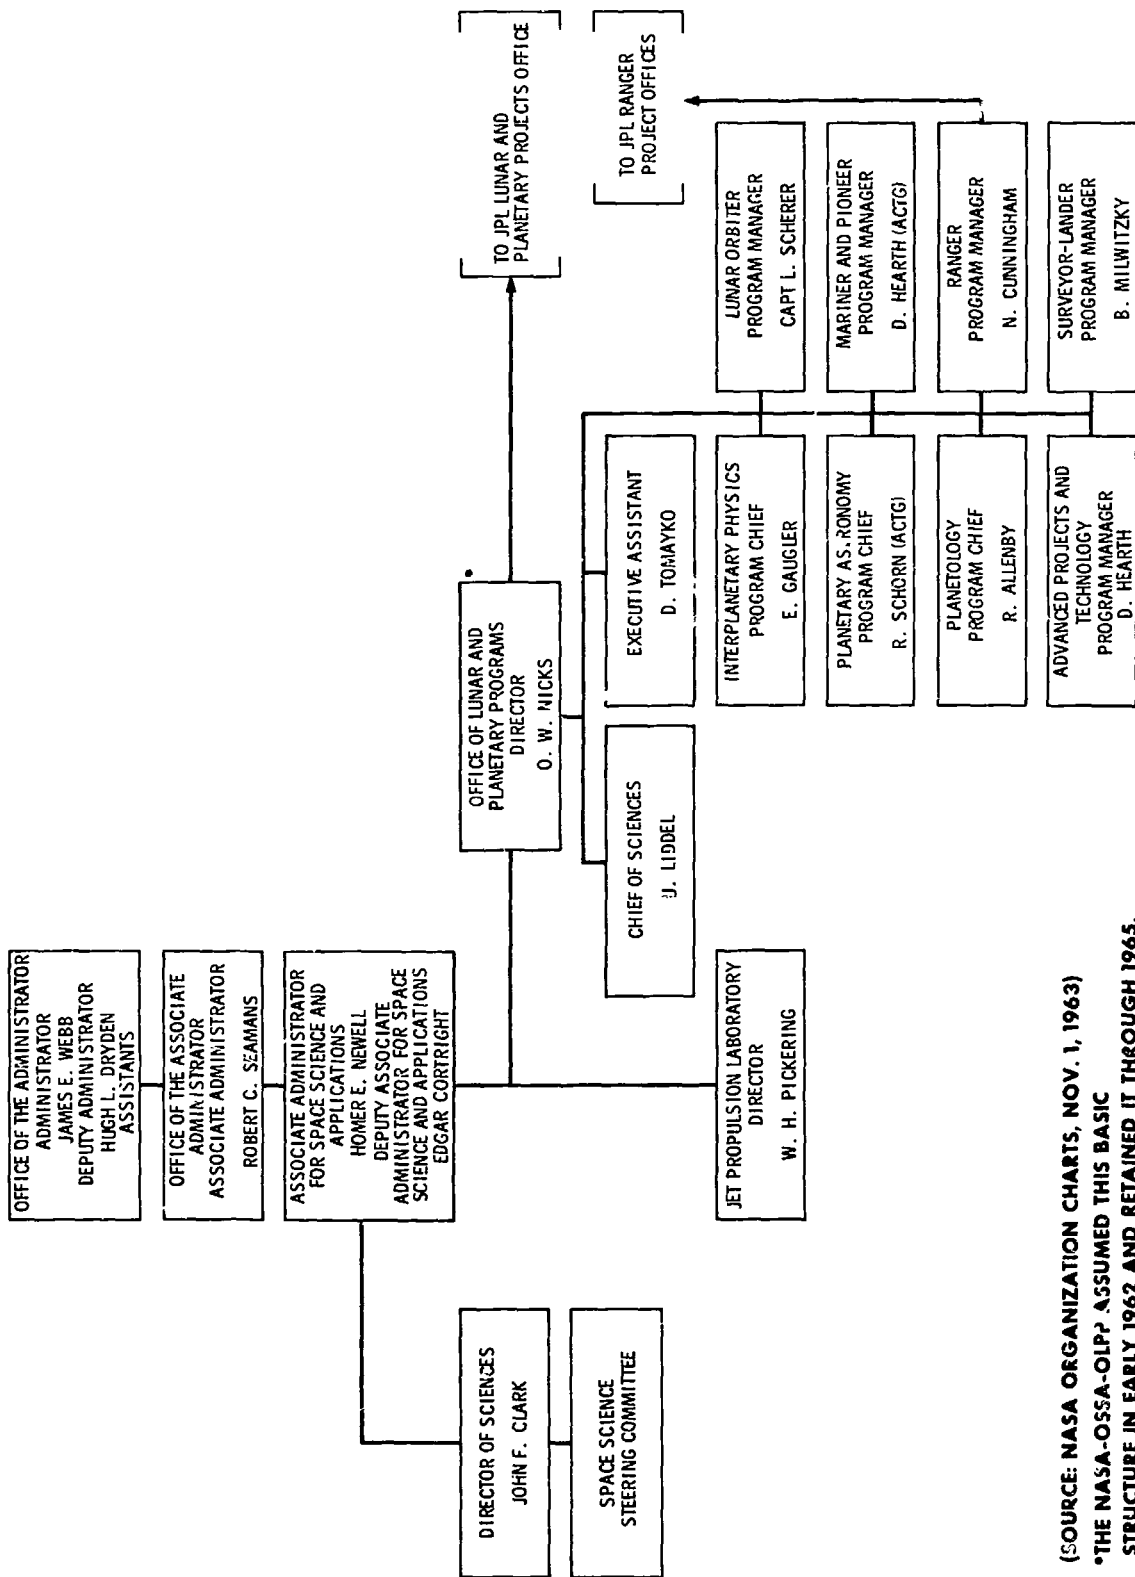 OFFICE OF THE ADMINISTRATOR
ADMINISTRATOR
JAMES E. WEBB
DEPUTY ADMINISTRATOR
HUGH L. DRYDEN
ASSISTANTS
OFFICE OF THE ASSOCIATE
ADMINISTRATOR
ASSOCIATE ADMINISTRATOR
ROBERT C. SEAMANS
ASSOCIATE ADMINISTRATOR
FOR SPACE SCIENCE AND
APPLICATIONS
HOMER E. NEWELL
DEPUTY ASSOCIATE
ADMINISTRATOR FOR SPACE
SCIENCE AND APPLICATIONS
EDGAR CORTRIGHT
DIRECTOR OF SCIENCES
JOHN F. CLARK
SPACE SCIENCE
STEERING COMMITTEE
OFFICE OF LUNAR AND
PLANETARY PROGRAMS
DIRECTOR
O. W. NICKS
*
TO JPL LUNAR AND
PLANETARY PROJECTS OFFICE
TO JPL RANGER
PROJECT OFFICES
JET PROPULSION LABORATORY
DIRECTOR
W. H. PICKERING
CHIEF OF SCIENCES
U. LIDDEL
EXECUTIVE ASSISTANT
D. TOMAYKO
INTERPLANETARY PHYSICS
PROGRAM CHIEF
E. GAUGLER
LUNAR ORBITER
PROGRAM MANAGER
CAPT L. SCHERER
PLANETARY AS.RONOMY
PROGRAM CHIEF
R. SCHORN (ACTG)
MARINER AND PIONEER
PROGRAM MANAGER
D. HEARTH (ACTG)
PLANETOLOGY
PROGRAM CHIEF
R. ALLENBY
RANGER
PROGRAM MANAGER
N. CUNNINGHAM
ADVANCED PROJECTS AND
TECHNOLOGY
PROGRAM MANAGER
D. HEARTH
SURVEYOR-LANDER
PROGRAM MANAGER
B. MILWITZKY
(SOURCE: NASA ORGANIZATION CHARTS, NOV. 1, 1963)
*THE NASA-OSSA-OLPP ASSUMED THIS BASIC
STRUCTURE IN EARLY 1962 AND RETAINED IT THROUGH 1965.